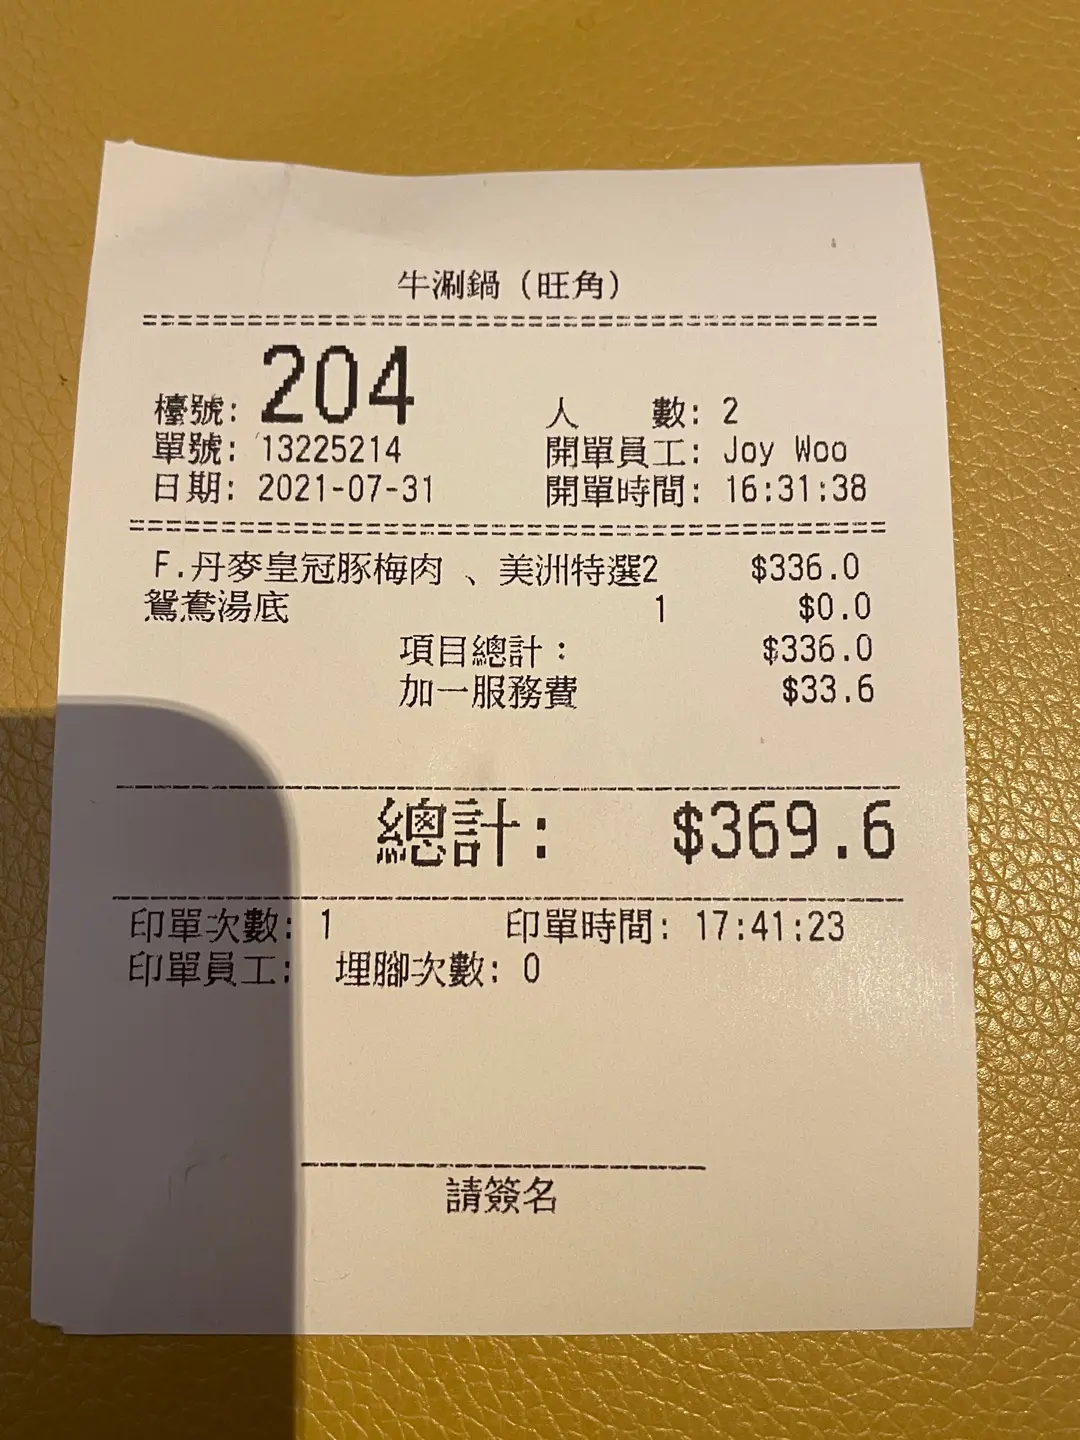 牛涮鍋（旺角）
檯號: 204 人 數: 2
單號: 13225214 開單員工: Joy Woo
日期: 2021-07-31 開單時間: 16:31:38
F.丹麥皇冠豚梅肉 、美洲特選2 $336.0
鴛鴦湯底 1 $0.0
項目總計： $336.0
加一服務費 $33.6
總計: $369.6
印單次數: 1 印單時間: 17:41:23
印單員工: 埋腳次數: 0
請簽名